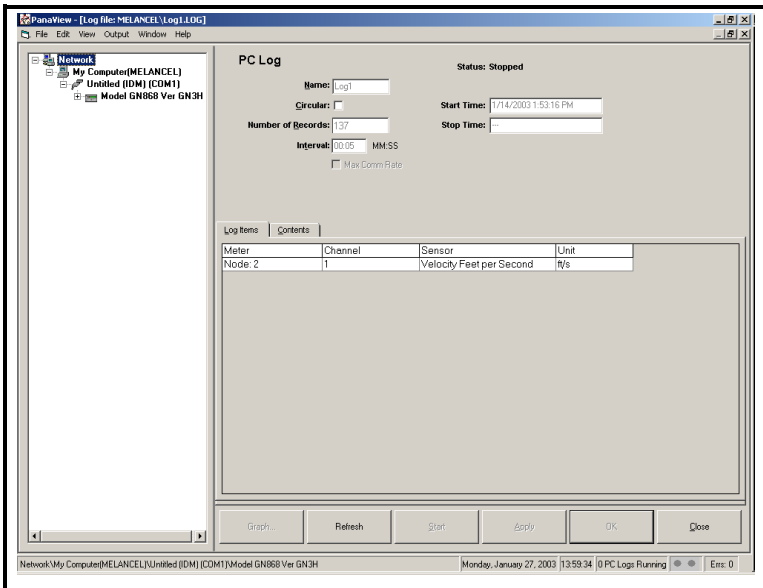 PanaView - [Log file: MELANCEL\Log1.LOG]
File Edit View Output Window Help
Network
My Computer(MELANCEL)
Untitled (IDM) (COM1)
Model GN868 Ver GN3H
PC Log
Status: Stopped
Name: Log1
Circular:
Start Time: 1/14/2003 1:53:16 PM
Number of Records: 137
Stop Time: ---
Interval: 00:05 MM:SS
Max Comm Rate
Log Items Contents
Meter Channel Sensor Unit
Node: 2 1 Velocity Feet per Second ft/s
Graph... Refresh Start Apply OK Close
Network\My Computer(MELANCEL)\Untitled (IDM) (COM1)\Model GN868 Ver GN3H Monday, January 27, 2003 13:59:34 0 PC Logs Running Errs: 0